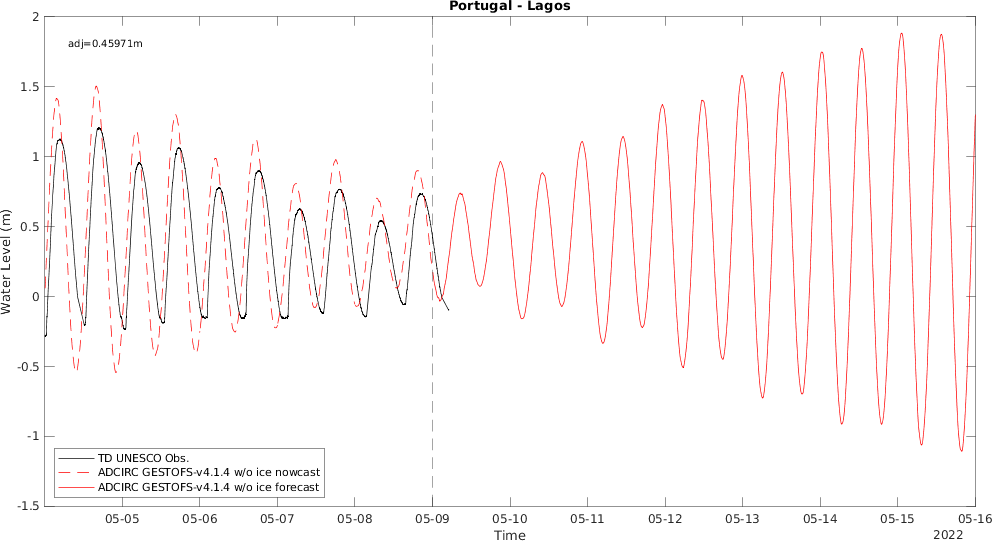 Portugal - Lagos
adj=0.45971m
2
1.5
1
0.5
0
-0.5
-1
-1.5
Water Level (m)
TD UNESCO Obs.
ADCIRC GESTOFS-v4.1.4 w/o ice nowcast
ADCIRC GESTOFS-v4.1.4 w/o ice forecast
05-05 05-06 05-07 05-08 05-09 05-10 05-11 05-12 05-13 05-14 05-15 05-16
Time
2022